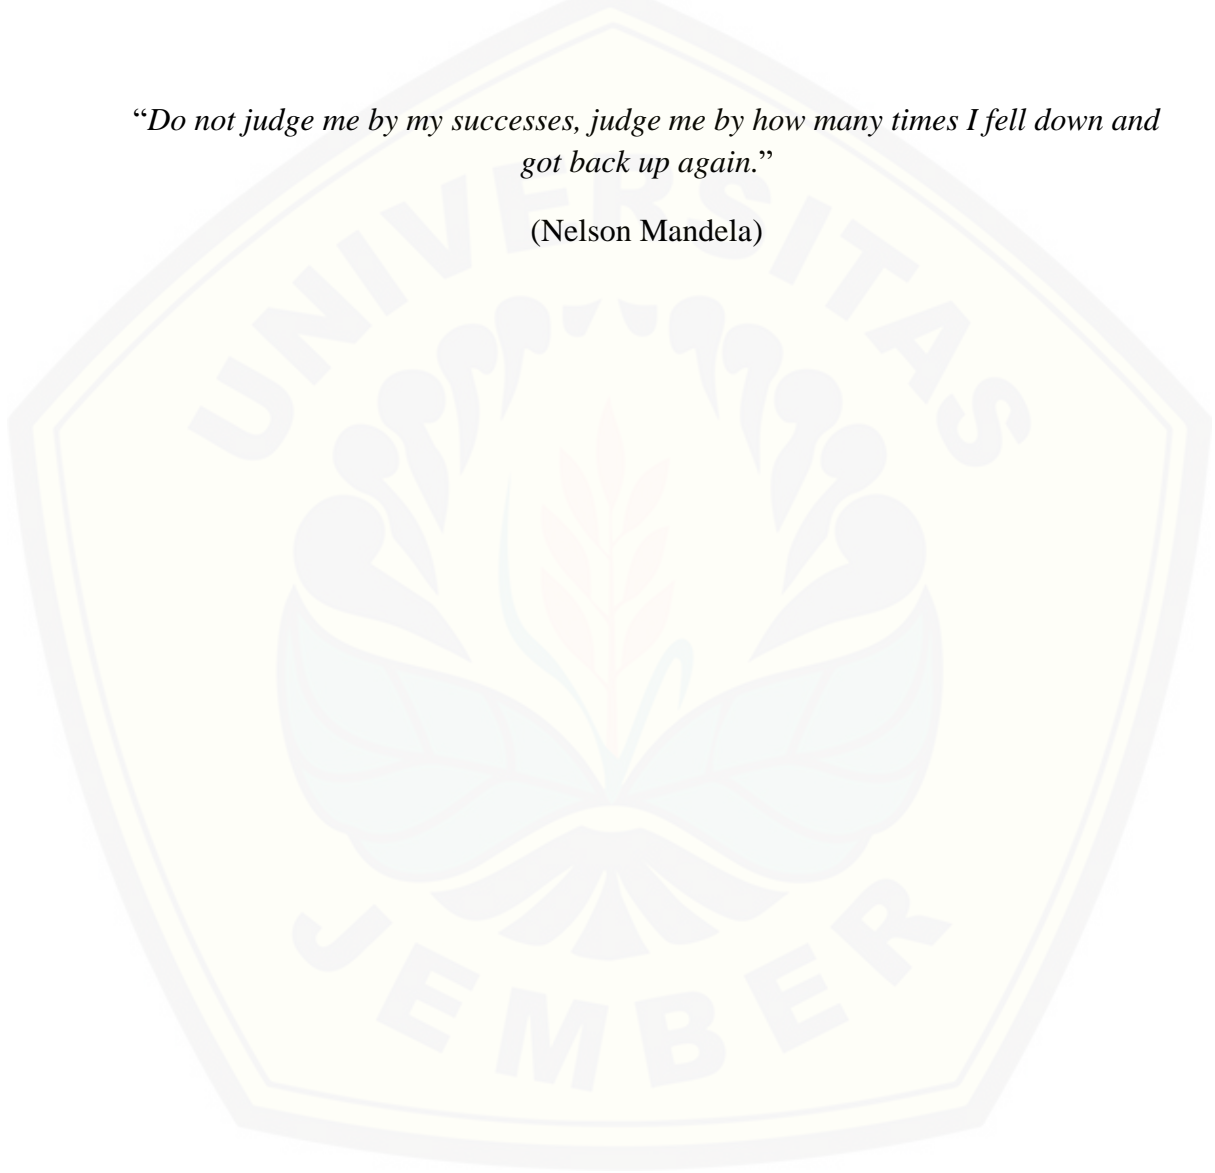 “Do not judge me by my successes, judge me by how many times I fell down and
got back up again.”
(Nelson Mandela)
UNIVERSITAS
JEMBER